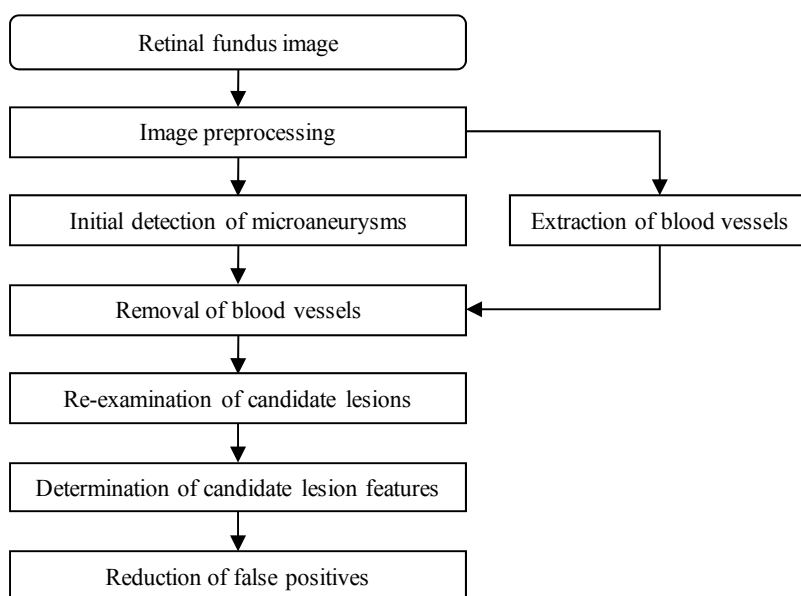 Retinal fundus image
Image preprocessing
Initial detection of microaneurysms
Extraction of blood vessels
Removal of blood vessels
Re-examination of candidate lesions
Determination of candidate lesion features
Reduction of false positives